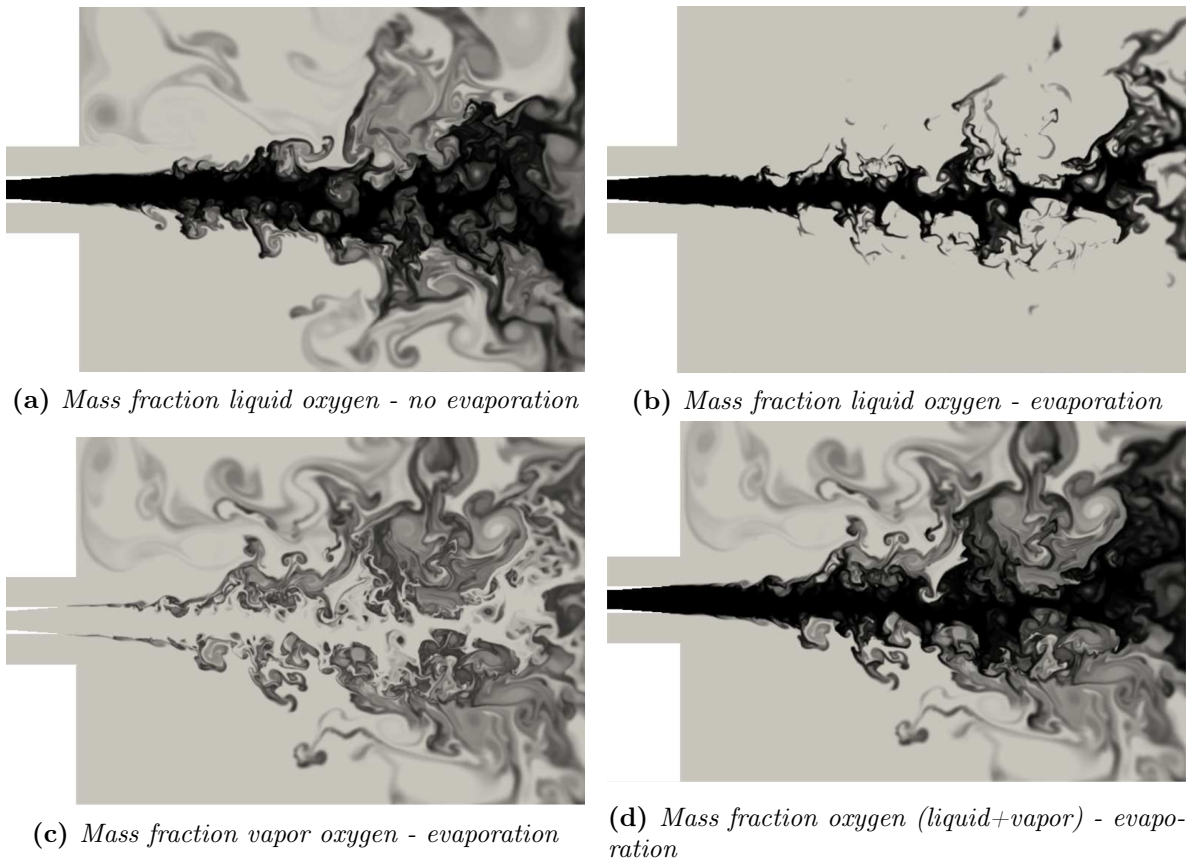 (a) Mass fraction liquid oxygen - no evaporation
(b) Mass fraction liquid oxygen - evaporation
(c) Mass fraction vapor oxygen - evaporation
(d) Mass fraction oxygen (liquid+vapor) - evapo-
ration